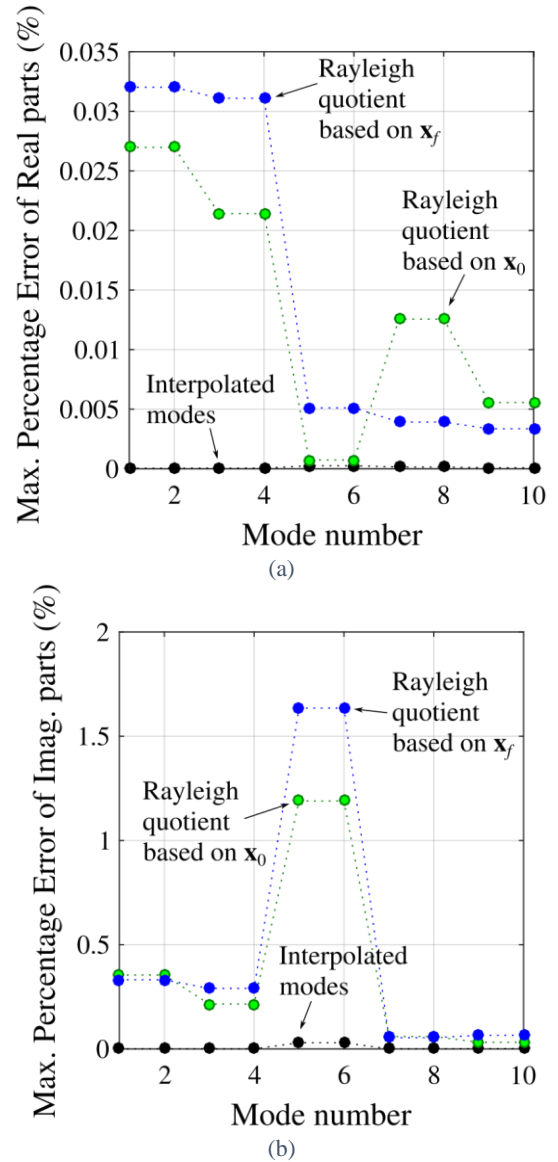 Max. Percentage Error of Real parts (%)
0.035
0.03
0.025
0.02
0.015
0.01
0.005
0
Rayleigh
quotient
based on x_f
Rayleigh
quotient
based on x_0
Interpolated
modes
2
4
6
8
10
Mode number
(a)
Max. Percentage Error of Imag. parts (%)
2
1.5
1
0.5
0
Rayleigh
quotient
based on x_f
Rayleigh
quotient
based on x_0
Interpolated
modes
2
4
6
8
10
Mode number
(b)